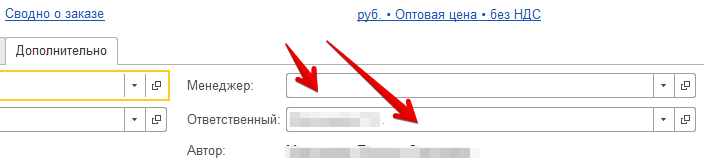 Сводно о заказе
руб. • Оптовая цена • без НДС
Дополнительно
Менеджер:
Ответственный:
Автор: